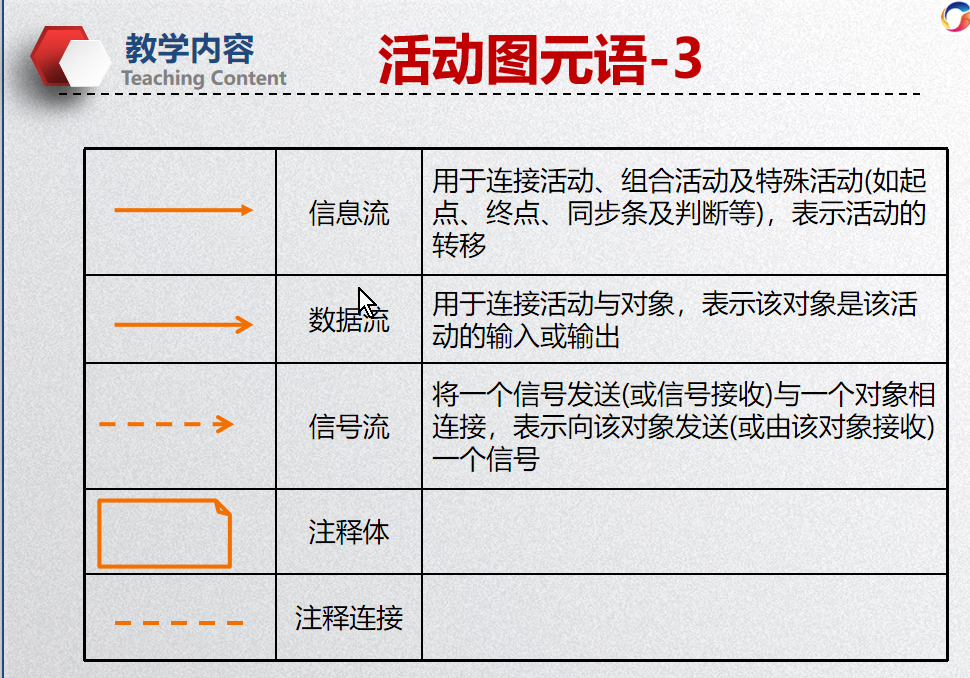 教学内容
Teaching Content
活动图元语-3
信息流
用于连接活动、组合活动及特殊活动(如起
点、终点、同步条及判断等)，表示活动的
转移
数据流
用于连接活动与对象，表示该对象是该活
动的输入或输出
信号流
将一个信号发送(或信号接收)与一个对象相
连接，表示向该对象发送(或由该对象接收)
一个信号
注释体
注释连接